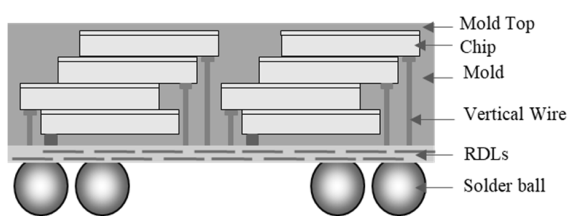 Mold Top
Chip
Mold
Vertical Wire
RDLs
Solder ball